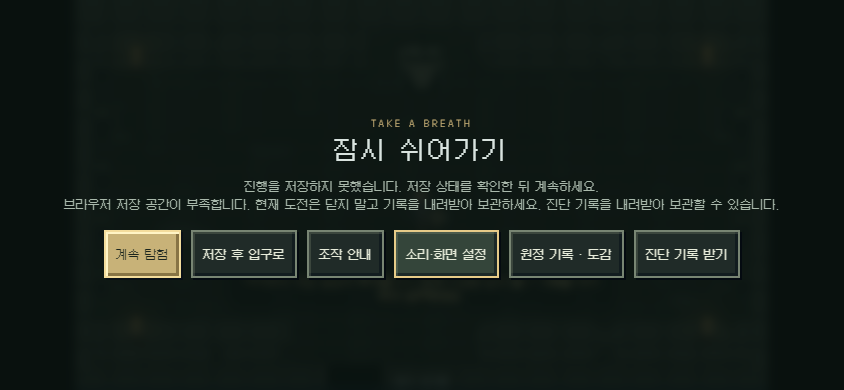 TAKE A BREATH
잠시 쉬어가기
진행을 저장하지 못했습니다. 저장 상태를 확인한 뒤 계속하세요.
브라우저 저장 공간이 부족합니다. 현재 도전은 닫지 말고 기록을 내려받아 보관하세요. 진단 기록을 내려받아 보관할 수 있습니다.
계속 탐험
저장 후 입구로
조작 안내
소리·화면 설정
원정 기록 · 도감
진단 기록 받기